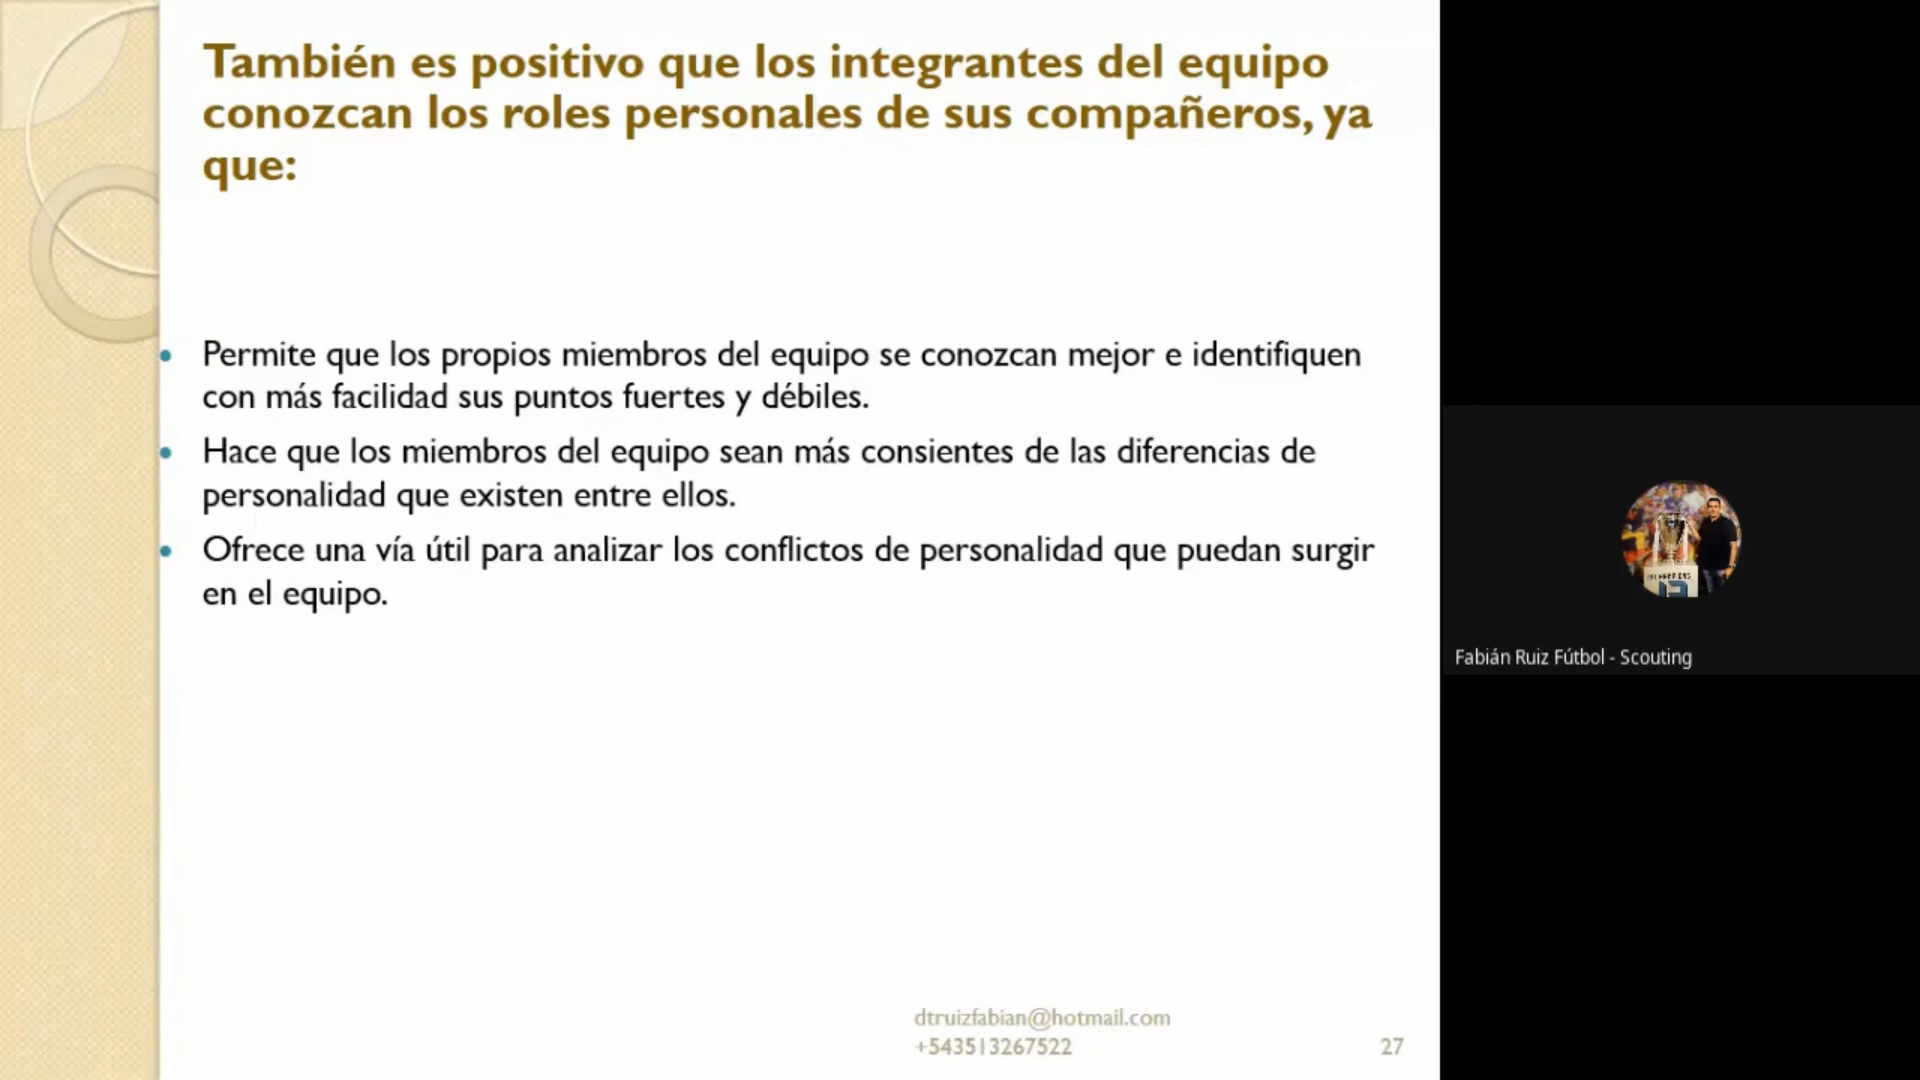 También es positivo que los integrantes del equipo
conozcan los roles personales de sus compañeros, ya
que:
Permite que los propios miembros del equipo se conozcan mejor e identifiquen
con más facilidad sus puntos fuertes y débiles.
Hace que los miembros del equipo sean más consientes de las diferencias de
personalidad que existen entre ellos.
Ofrece una vía útil para analizar los conflictos de personalidad que puedan surgir
en el equipo.
dtruizfabian@hotmail.com
+543513267522
27
Fabián Ruiz Fútbol - Scouting